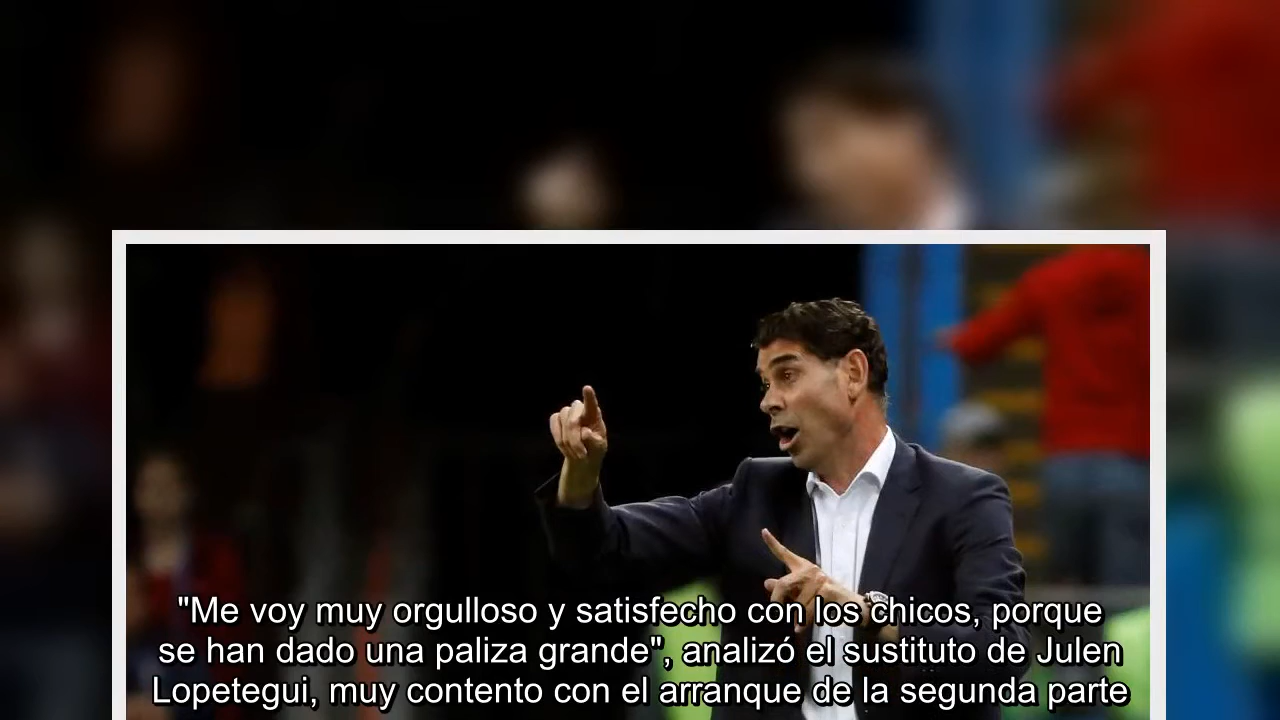 "Me voy muy orgulloso y satisfecho con los chicos, porque
se han dado una paliza grande", analizó el sustituto de Julen
Lopetegui, muy contento con el arranque de la segunda parte